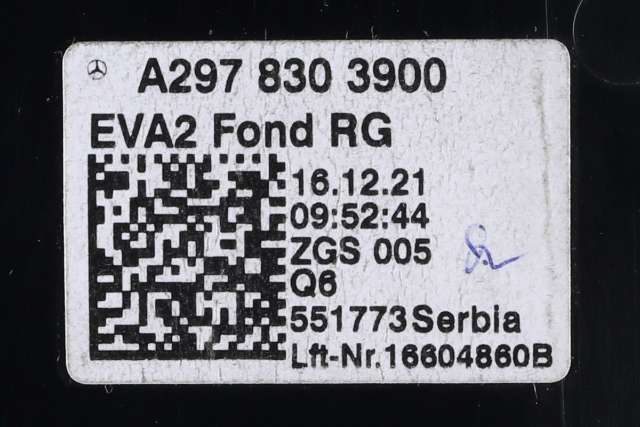 A297 830 3900
EVA2 Fond RG
16.12.21
09:52:44
ZGS 005
Q6
551773 Serbia
Lft-Nr.16604860B